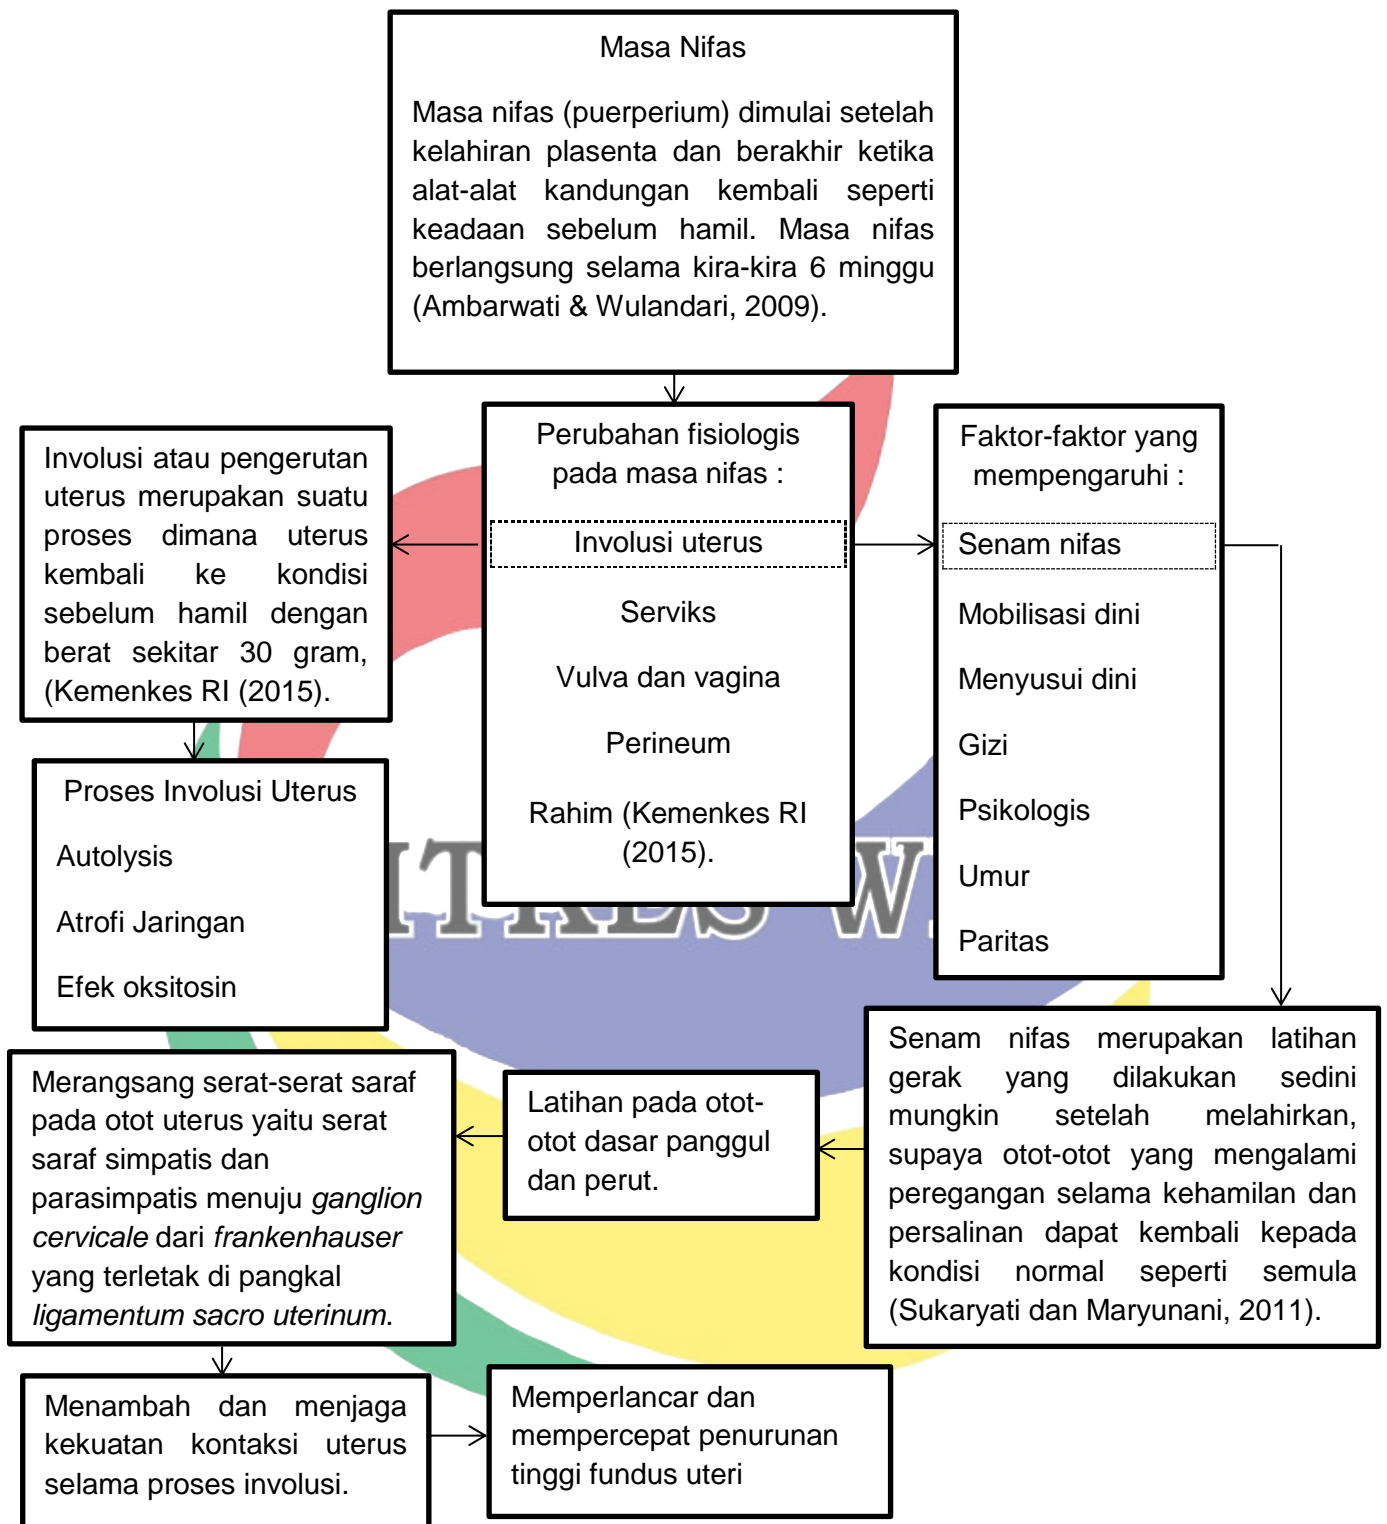 Masa Nifas
Masa nifas (puerperium) dimulai setelah
kelahiran plasenta dan berakhir ketika
alat-alat kandungan kembali seperti
keadaan sebelum hamil. Masa nifas
berlangsung selama kira-kira 6 minggu
(Ambarwati & Wulandari, 2009).
Involusi atau pengerutan
uterus merupakan suatu
proses dimana uterus
kembali ke kondisi
sebelum hamil dengan
berat sekitar 30 gram,
(Kemenkes RI (2015).
Perubahan fisiologis
pada masa nifas :
Involusi uterus
Serviks
Vulva dan vagina
Perineum
Rahim (Kemenkes RI
(2015).
Faktor-faktor yang
mempengaruhi :
Senam nifas
Mobilisasi dini
Menyusui dini
Gizi
Psikologis
Umur
Paritas
Proses Involusi Uterus
Autolysis
Atrofi Jaringan
Efek oksitosin
Senam nifas merupakan latihan
gerak yang dilakukan sedini
mungkin setelah melahirkan,
supaya otot-otot yang mengalami
peregangan selama kehamilan dan
persalinan dapat kembali kepada
kondisi normal seperti semula
(Sukaryati dan Maryunani, 2011).
Latihan pada otot-
otot dasar panggul
dan perut.
Merangsang serat-serat saraf
pada otot uterus yaitu serat
saraf simpatis dan
parasimpatis menuju ganglion
cervicale dari frankenhauser
yang terletak di pangkal
ligamentum sacro uterinum.
Menambah dan menjaga
kekuatan kontaksi uterus
selama proses involusi.
Memperlancar dan
mempercepat penurunan
tinggi fundus uteri